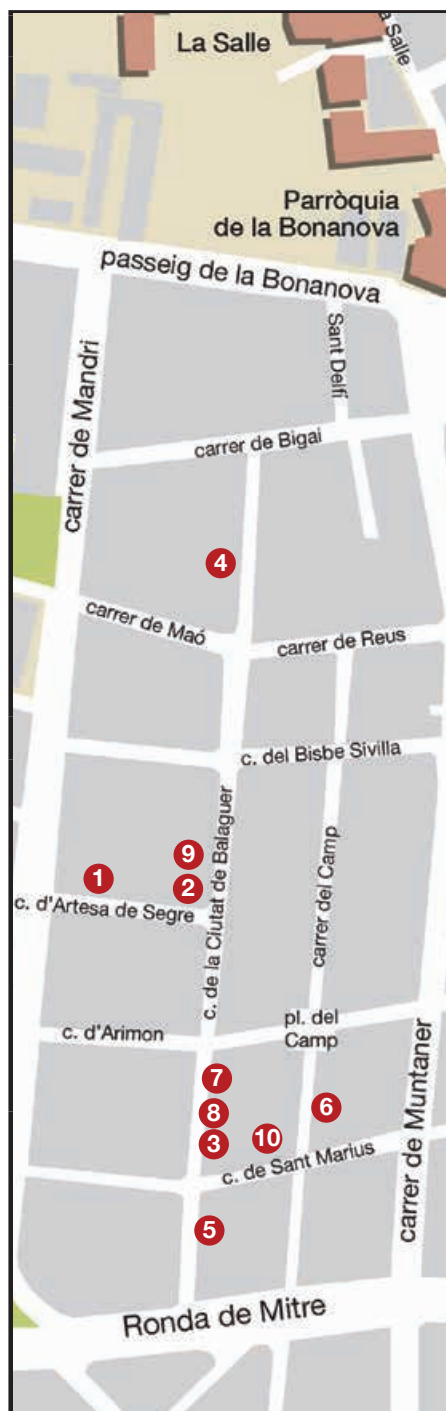 La Salle
La Salle
Parròquia
de la Bonanova
passeig de la Bonanova
Sant Delfí
carrer de Mandri
carrer de Bigai
4
carrer de Maó
carrer de Reus
c. del Bisbe Sivilla
c. de la Ciutat de Balaguer
carrer del Camp
9
1
2
c. d'Artesa de Segre
c. d'Arimon
pl. del
Camp
carrer de Muntaner
7
8
6
3
10
c. de Sant Marius
5
Ronda de Mitre